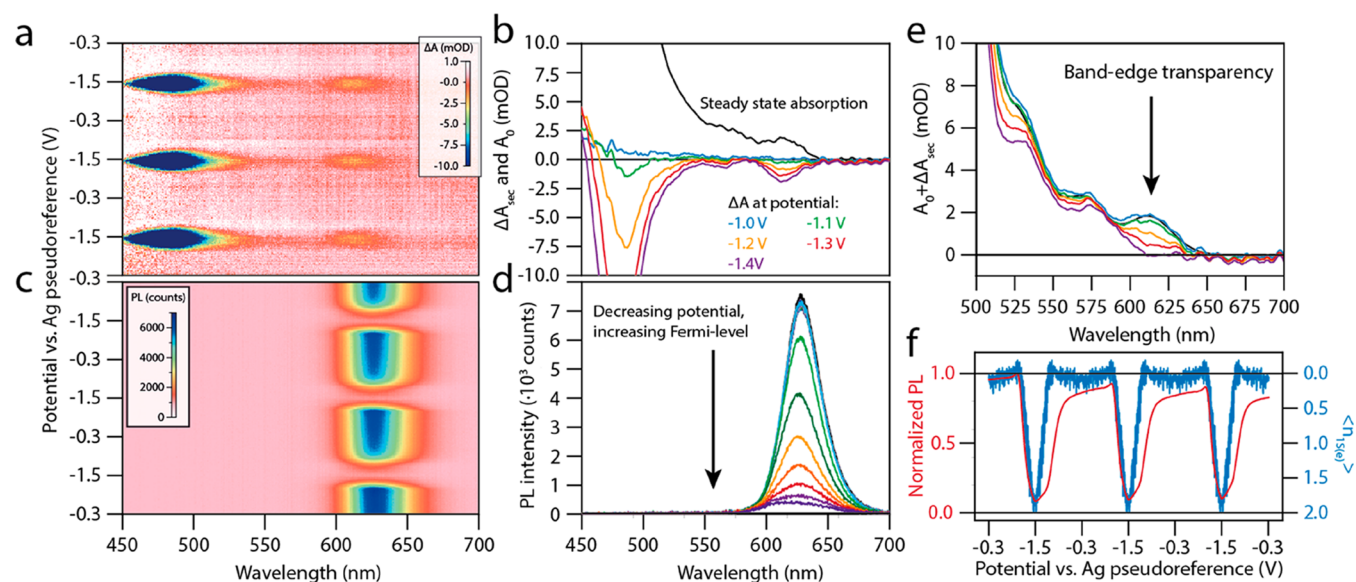 a
-0.3
-1.5
-0.3
-1.5
-0.3
-1.5
-0.3
ΔA (mOD)
1.0
-0.0
-2.5
-5.0
-7.5
-10.0
Potential vs. Ag pseudoreference (V)
c
-1.5
-0.3
-1.5
-0.3
-1.5
-0.3
PL (counts)
6000
4000
2000
0
450
500
550
600
650
700
Wavelength (nm)
b
10.0
7.5
5.0
2.5
0.0
-2.5
-5.0
-7.5
-10.0
ΔA_sec and A_0 (mOD)
Steady state absorption
ΔA at potential:
-1.0 V
-1.1 V
-1.2 V
-1.3 V
-1.4V
d
7
6
5
4
3
2
1
0
PL intensity (·10³ counts)
Decreasing potential,
increasing Fermi-level
450
500
550
600
650
700
Wavelength (nm)
e
10
8
6
4
2
0
A_0+ΔA_sec (mOD)
Band-edge transparency
500
525
550
575
600
625
650
675
700
Wavelength (nm)
f
1.0
0.5
0.0
Normalized PL
0.0
0.5
1.0
1.5
2.0
<n_1S(e)>
-0.3
-1.5
-0.3
-1.5
-0.3
-1.5
-0.3
Potential vs. Ag pseudoreference (V)